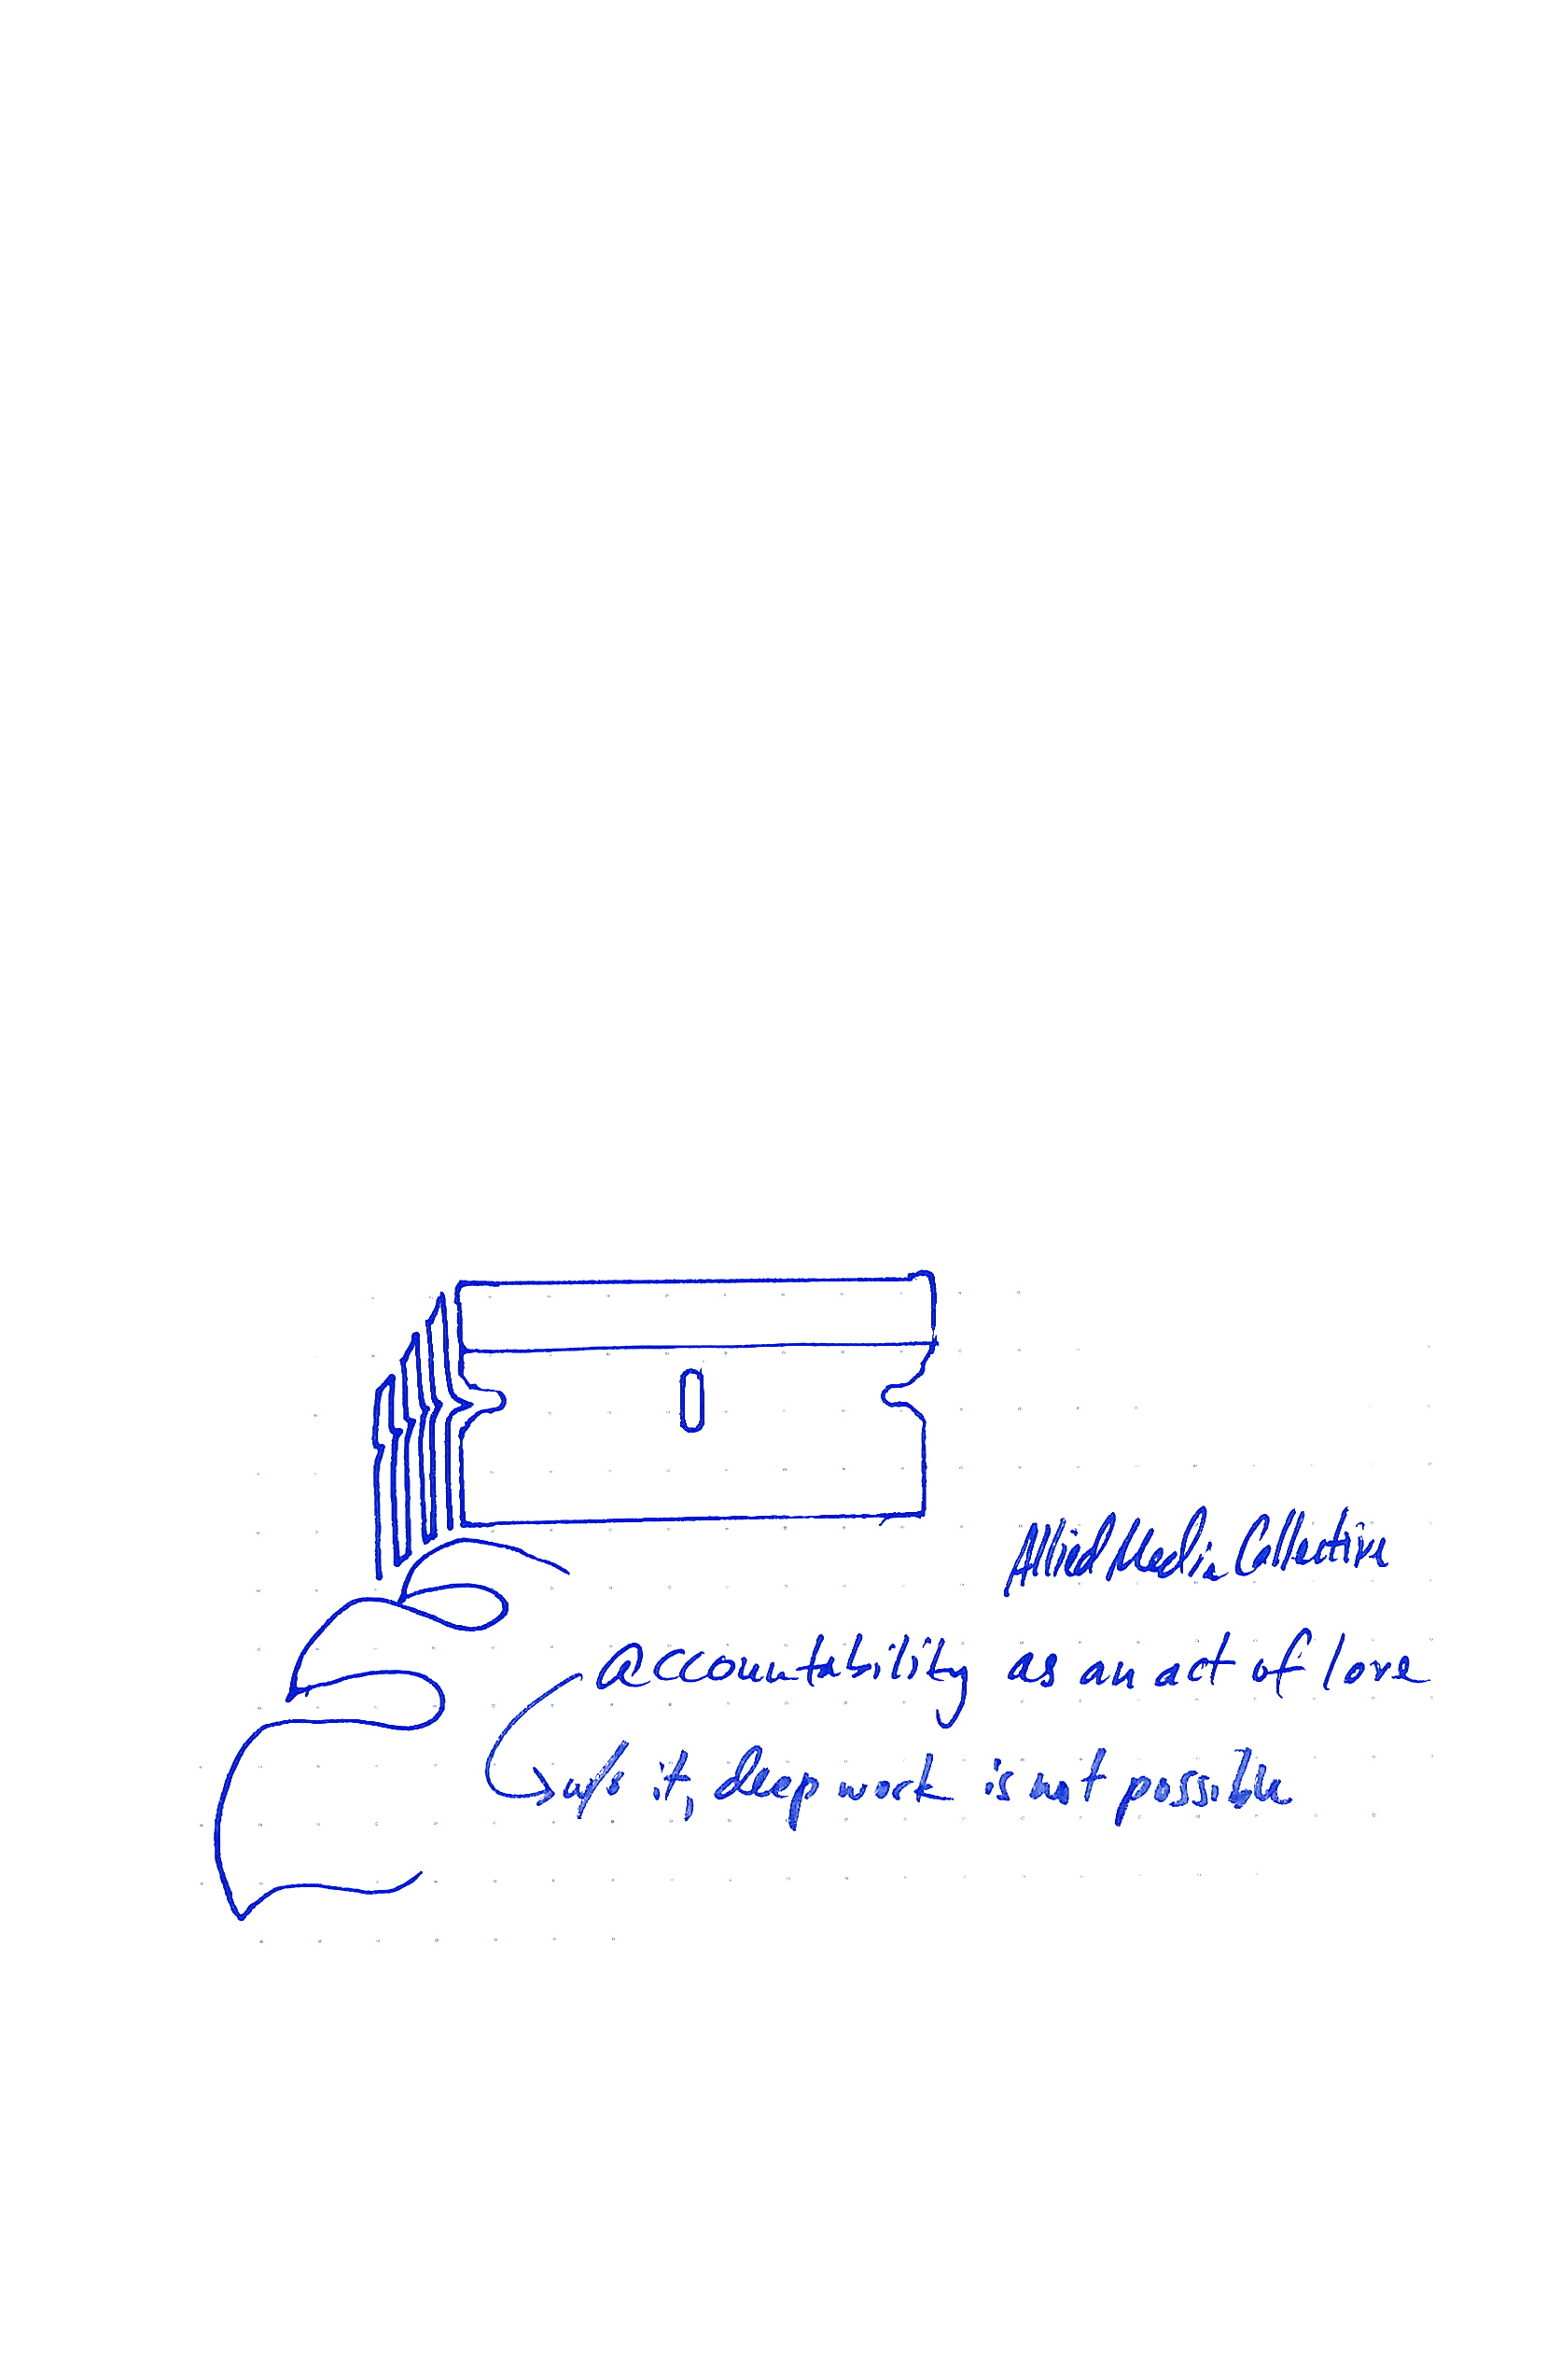 Allied Media Collective
accountability as an act of love
w/o it, deep work is not possible